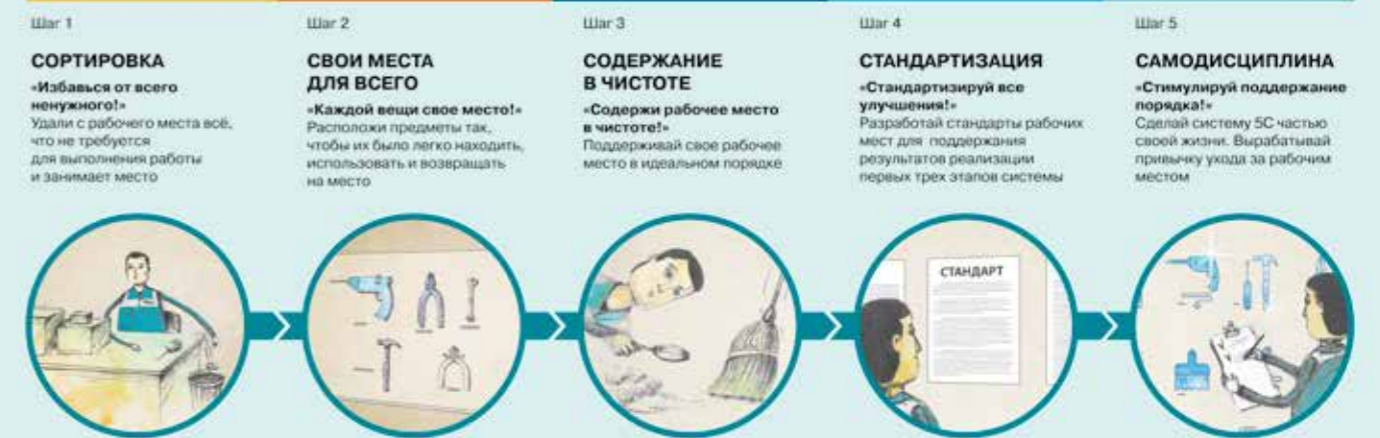 Шаг 1
СОРТИРОВКА
«Избавься от всего
ненужного!»
Удали с рабочего места всё,
что не требуется
для выполнения работы
и занимает место
Шаг 2
СВОИ МЕСТА
ДЛЯ ВСЕГО
«Каждой вещи свое место!»
Расположи предметы так,
чтобы их было легко находить,
использовать и возвращать
на место
Шаг 3
СОДЕРЖАНИЕ
В ЧИСТОТЕ
«Содержи рабочее место
в чистоте!»
Поддерживай свое рабочее
место в идеальном порядке
Шаг 4
СТАНДАРТИЗАЦИЯ
«Стандартизируй все
улучшения!»
Разработай стандарты рабочих
мест для поддержания
результатов реализации
первых трех этапов системы
Шаг 5
САМОДИСЦИПЛИНА
«Стимулируй поддержание
порядка!»
Сделай систему 5С частью
своей жизни. Вырабатывай
привычку ухода за рабочим
местом
СТАНДАРТ